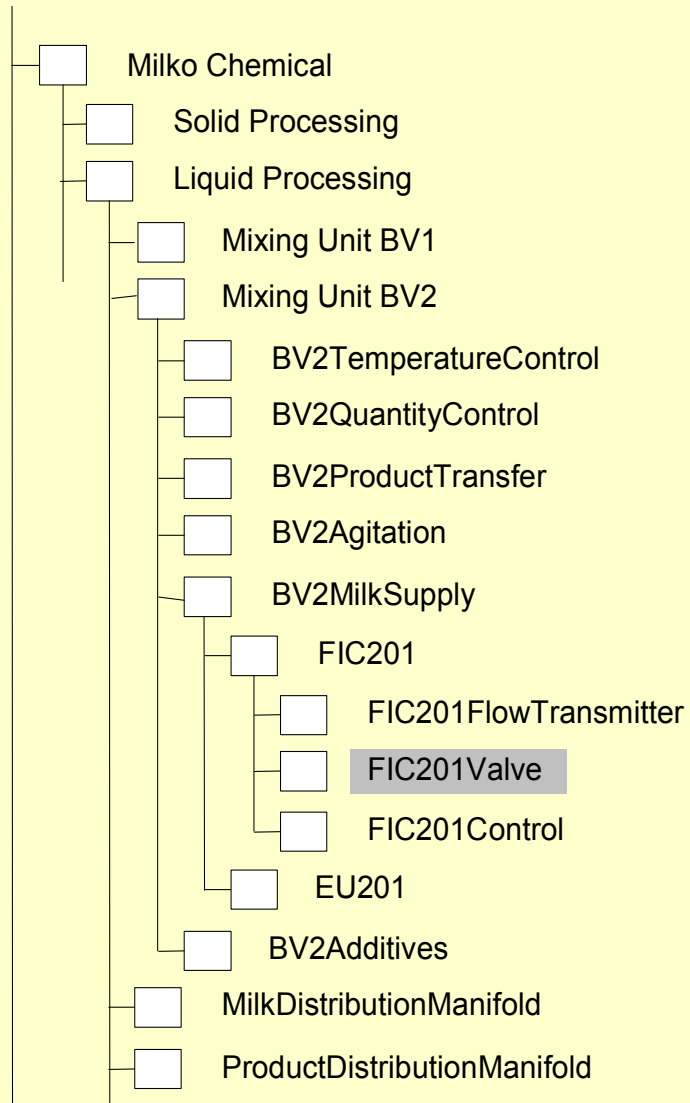 Milko Chemical
Solid Processing
Liquid Processing
Mixing Unit BV1
Mixing Unit BV2
BV2TemperatureControl
BV2QuantityControl
BV2ProductTransfer
BV2Agitation
BV2MilkSupply
FIC201
FIC201FlowTransmitter
FIC201Valve
FIC201Control
EU201
BV2Additives
MilkDistributionManifold
ProductDistributionManifold